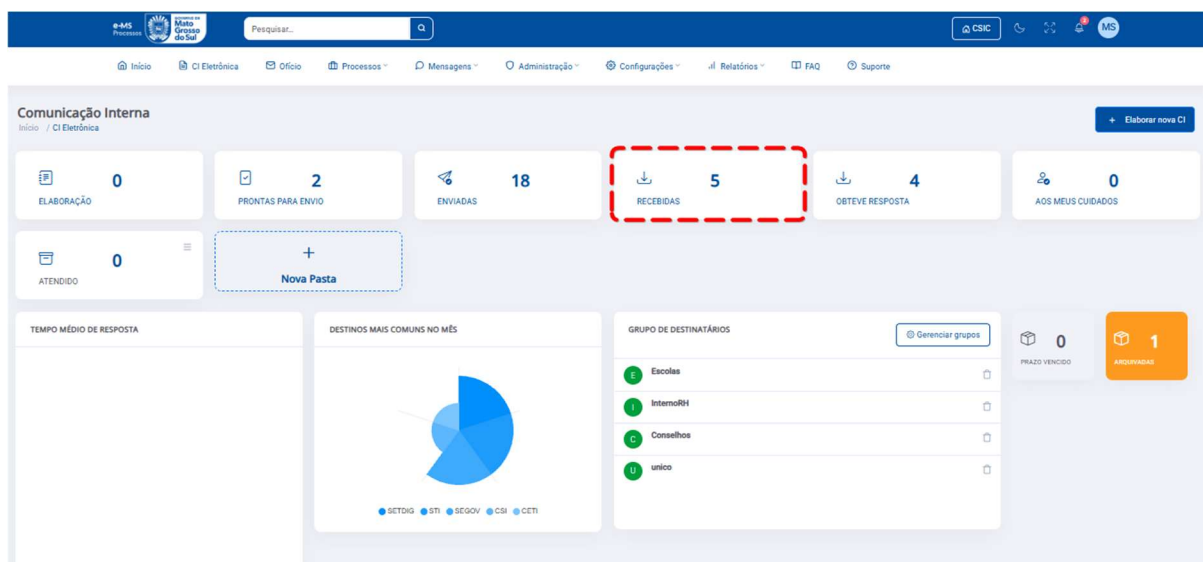 e-MS
Processos
GOVERNO DE
Mato
Grosso
do Sul
Pesquisar...
CSIC
2
MS
Início
CI Eletrônica
Ofício
Processos
Mensagens
Administração
Configurações
Relatórios
FAQ
Suporte
Comunicação Interna
Início / CI Eletrônica
+ Elaborar nova CI
0
ELABORAÇÃO
2
PRONTAS PARA ENVIO
18
ENVIADAS
5
RECEBIDAS
4
OBTEVE RESPOSTA
0
AOS MEUS CUIDADOS
0
ATENDIDO
+
Nova Pasta
TEMPO MÉDIO DE RESPOSTA
DESTINOS MAIS COMUNS NO MÊS
SETDIG STI SEGOV CSI CETI
GRUPO DE DESTINATÁRIOS
Gerenciar grupos
E Escolas
I InternoRH
C Conselhos
U unico
0
PRAZO VENCIDO
1
ARQUIVADAS